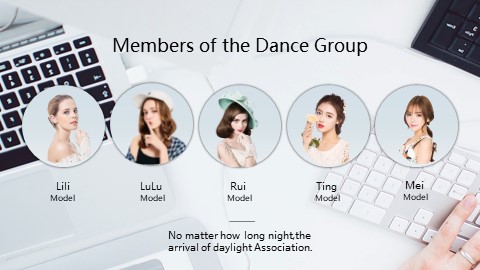 Members of the Dance Group
Lili LuLu Rui Ting Mei
Model Model Model Model Model
No matter how long night,the
arrival of daylight Association.